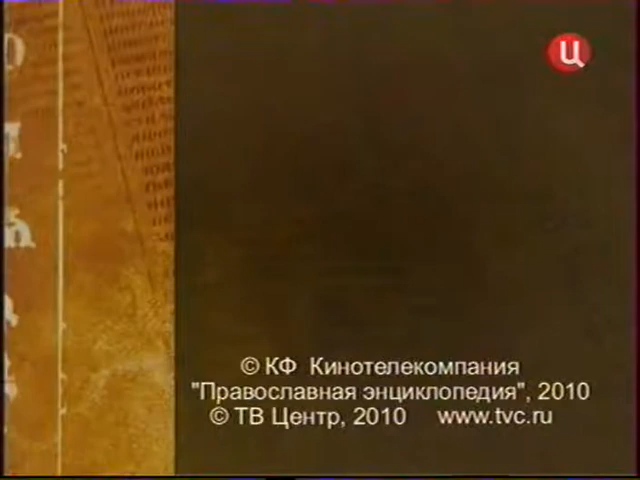 Ц
© КФ Кинотелекомпания
"Православная энциклопедия", 2010
© ТВ Центр, 2010 www.tvc.ru